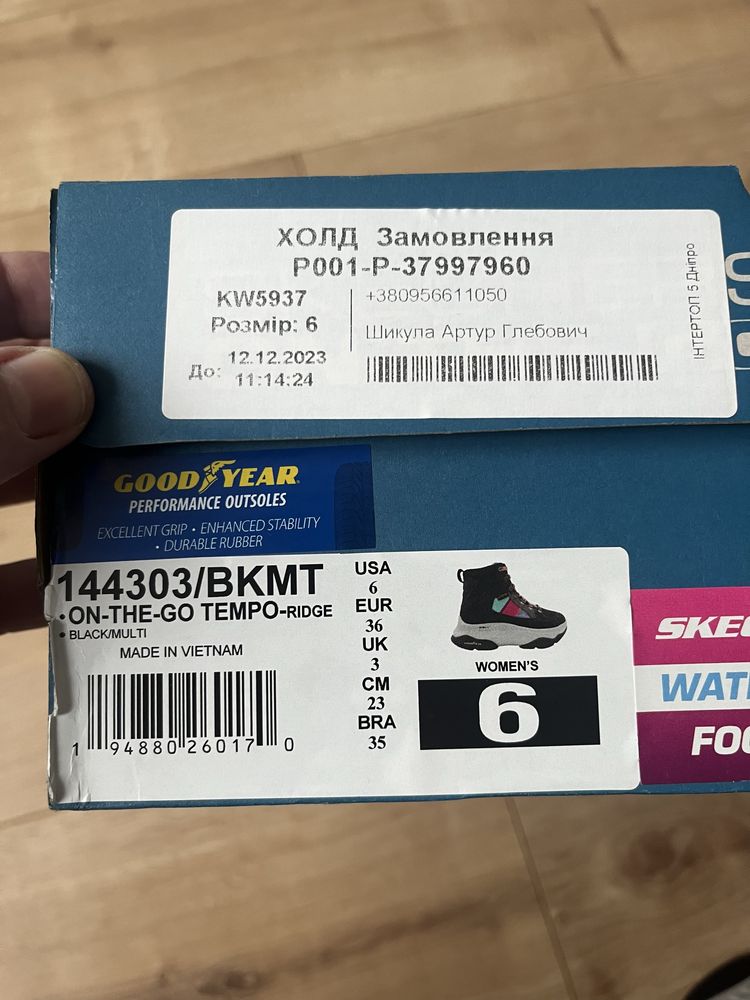 ХОЛД Замовлення
P001-P-37997960
KW5937
Розмір: 6
До: 12.12.2023
11:14:24
+380956611050
Шикула Артур Глебович
ІНТЕРТОП 5 Дніпро
S
GOOD YEAR
PERFORMANCE OUTSOLES
EXCELLENT GRIP • ENHANCED STABILITY
• DURABLE RUBBER
144303/BKMT
• ON-THE-GO TEMPO-RIDGE
• BLACK/MULTI
MADE IN VIETNAM
1 94880 26017 0
USA
6
EUR
36
UK
3
CM
23
BRA
35
WOMEN'S
6
SKEC
WAT
FOO